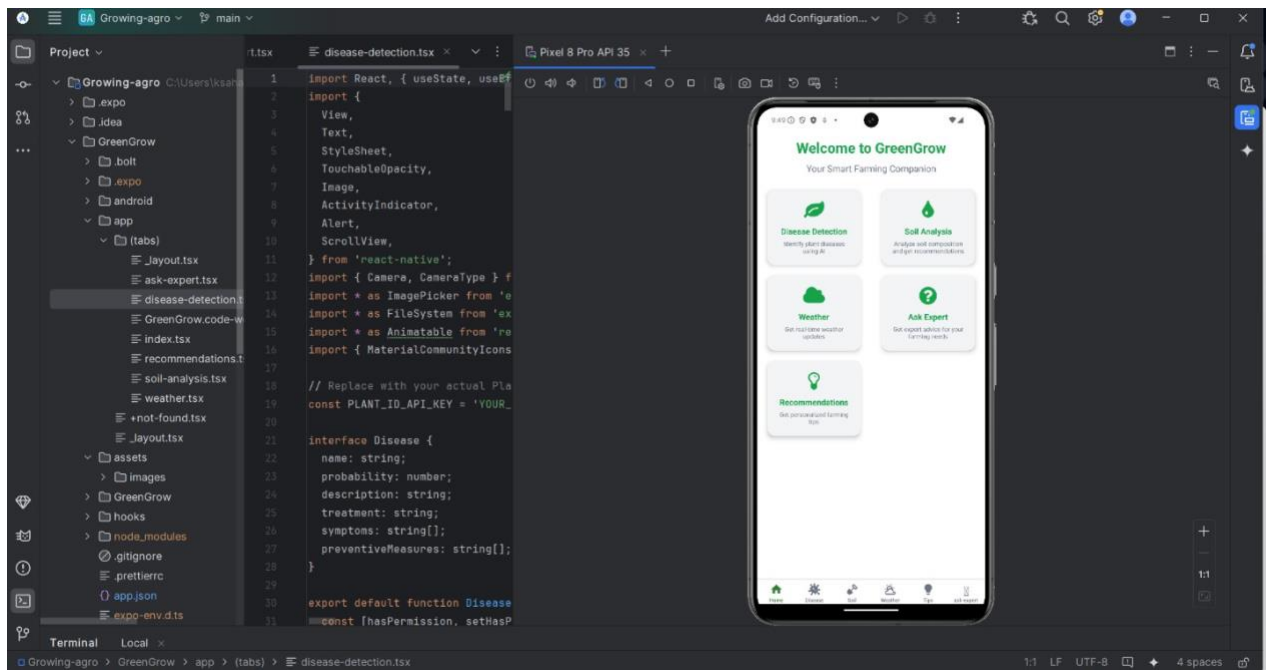 GA Growing-agro main Add Configuration...
Project
rt.tsx disease-detection.tsx
Pixel 8 Pro API 35
Growing-agro C:\Users\ksaha
.expo
.idea
GreenGrow
.bolt
.expo
android
app
(tabs)
_layout.tsx
ask-expert.tsx
disease-detection.t
GreenGrow.code-w
index.tsx
recommendations.t
soil-analysis.tsx
weather.tsx
+not-found.tsx
_layout.tsx
assets
images
GreenGrow
hooks
node_modules
.gitignore
.prettierrc
{} app.json
expo-env.d.ts
1 import React, { useState, useEf
2 import {
3 View,
4 Text,
5 StyleSheet,
6 TouchableOpacity,
7 Image,
8 ActivityIndicator,
9 Alert,
10 ScrollView,
11 } from 'react-native';
12 import { Camera, CameraType } f
13 import * as ImagePicker from 'e
14 import * as FileSystem from 'ex
15 import * as Animatable from 're
16 import { MaterialCommunityIcons
17
18 // Replace with your actual Pla
19 const PLANT_ID_API_KEY = 'YOUR_
20
21 interface Disease {
22 name: string;
23 probability: number;
24 description: string;
25 treatment: string;
26 symptoms: string[];
27 preventiveMeasures: string[];
28 }
29
30 export default function Disease
31 const [hasPermission, setHasP
9:49
Welcome to GreenGrow
Your Smart Farming Companion
Disease Detection
Identify plant diseases
using AI
Soil Analysis
Analyze soil composition
and get recommendations
Weather
Get real-time weather
updates
Ask Expert
Get expert advice for your
farming needs
Recommendations
Get personalized farming
tips
Home Disease Soil Weather Tips ask-expert
1:1
Terminal Local
Growing-agro > GreenGrow > app > (tabs) > disease-detection.tsx 1:1 LF UTF-8 4 spaces